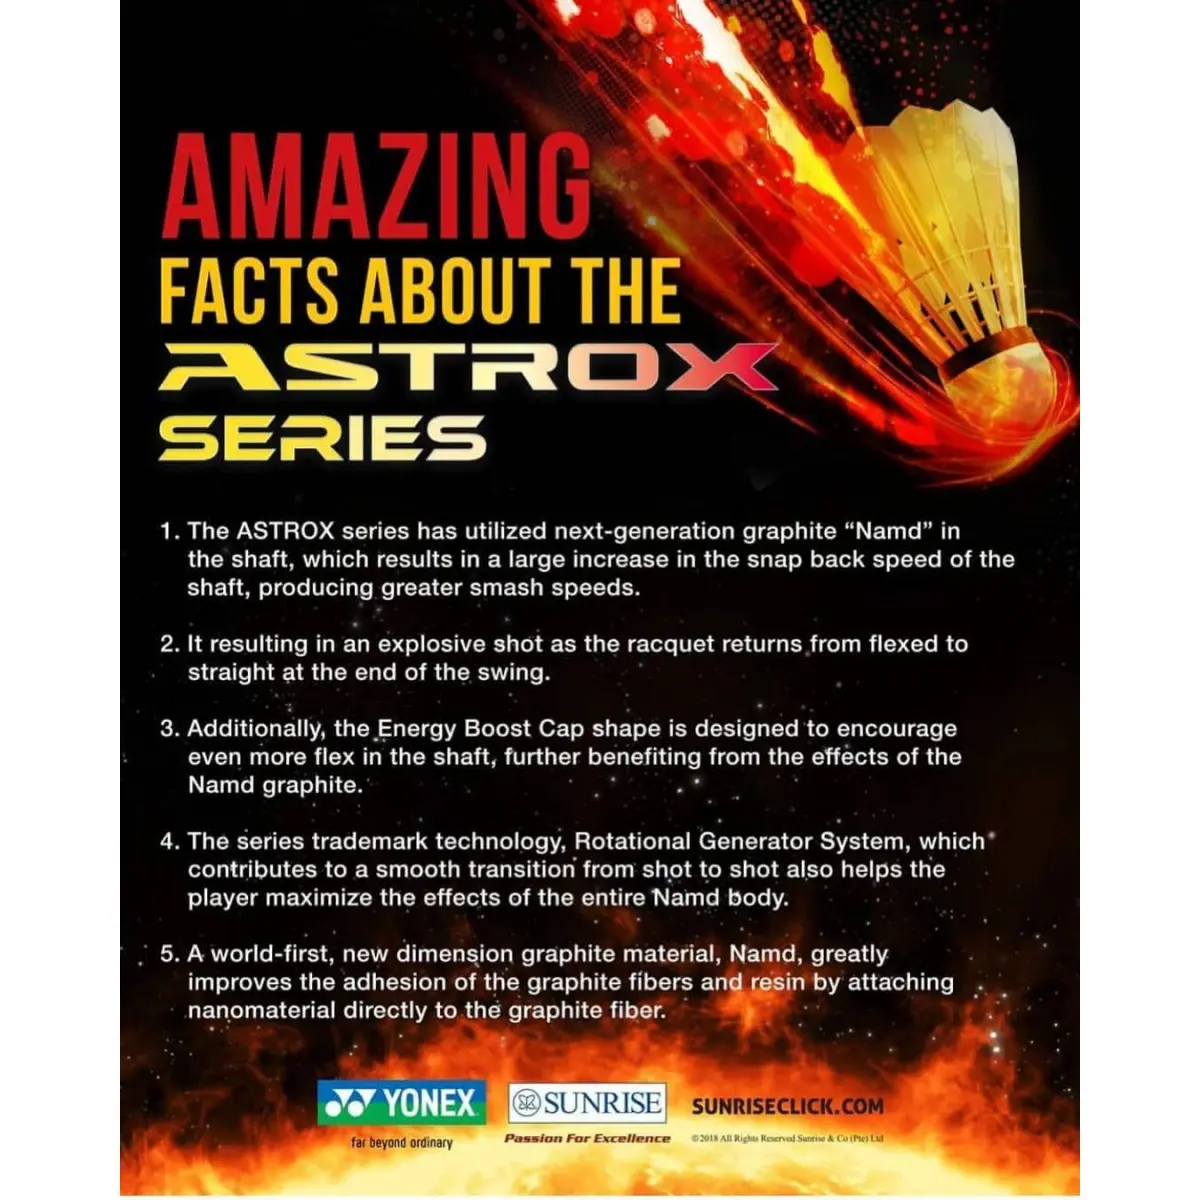 AMAZING
FACTS ABOUT THE
ASTROX
SERIES
1. The ASTROX series has utilized next-generation graphite “Namd” in
the shaft, which results in a large increase in the snap back speed of the
shaft, producing greater smash speeds.
2. It resulting in an explosive shot as the racquet returns from flexed to
straight at the end of the swing.
3. Additionally, the Energy Boost Cap shape is designed to encourage
even more flex in the shaft, further benefiting from the effects of the
Namd graphite.
4. The series trademark technology, Rotational Generator System, which
contributes to a smooth transition from shot to shot also helps the
player maximize the effects of the entire Namd body.
5. A world-first, new dimension graphite material, Namd, greatly
improves the adhesion of the graphite fibers and resin by attaching
nanomaterial directly to the graphite fiber.
YONEX SUNRISE SUNRISECLICK.COM
far beyond ordinary Passion For Excellence ©2018 All Rights Reserved Sunrise & Co (Pte) Ltd